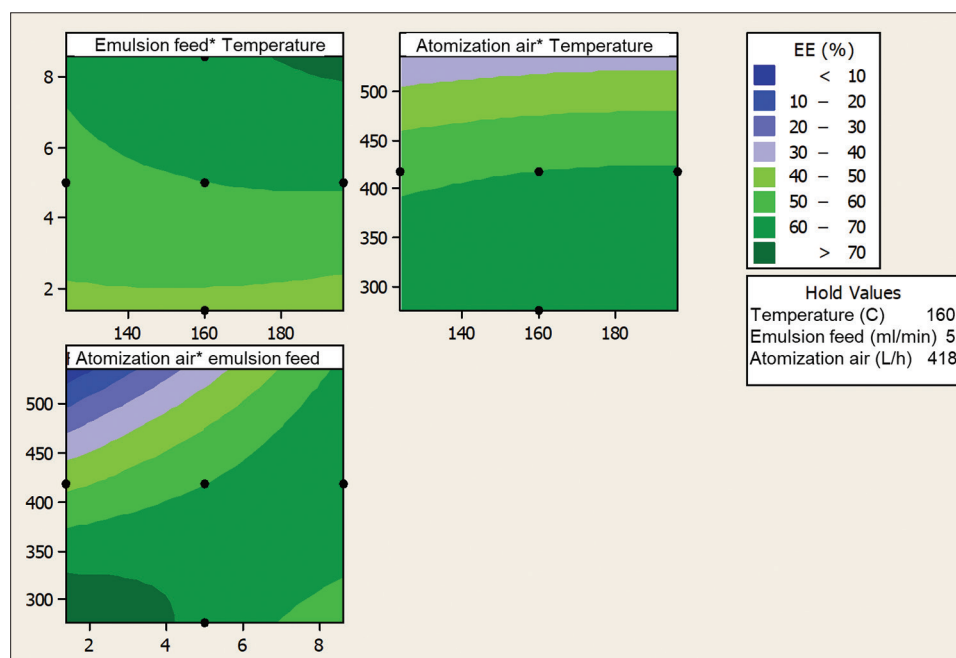 Emulsion feed* Temperature
8
6
4
2
140 160 180
Atomization air* Temperature
500
450
400
350
300
140 160 180
EE (%)
< 10
10 – 20
20 – 30
30 – 40
40 – 50
50 – 60
60 – 70
> 70
Hold Values
Temperature (C) 160
Emulsion feed (ml/min) 5
Atomization air (L/h) 418
Atomization air* emulsion feed
500
450
400
350
300
2 4 6 8